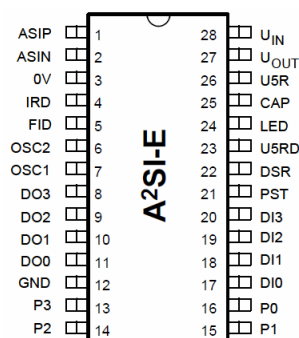 ASIP 1 28 U_IN
ASIN 2 27 U_OUT
0V 3 26 U5R
IRD 4 25 CAP
FID 5 24 LED
OSC2 6 23 U5RD
OSC1 7 22 DSR
DO3 8 21 PST
DO2 9 20 DI3
DO1 10 19 DI2
DO0 11 18 DI1
GND 12 17 DI0
P3 13 16 P0
P2 14 15 P1
A²SI-E